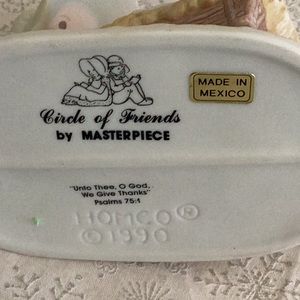 MADE IN
MEXICO
Circle of Friends
by MASTERPIECE
"Unto Thee, O God,
We Give Thanks"
Psalms 75:1
HOMCO®
©1990